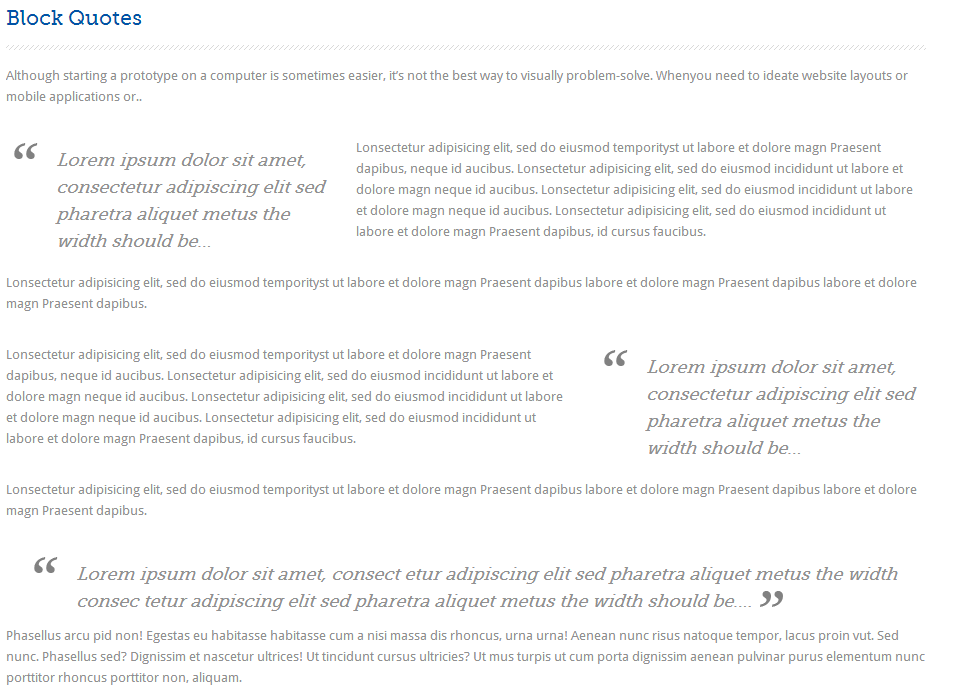 Block Quotes
Although starting a prototype on a computer is sometimes easier, it’s not the best way to visually problem-solve. Whenyou need to ideate website layouts or
mobile applications or..
“ Lorem ipsum dolor sit amet,
consectetur adipiscing elit sed
pharetra aliquet metus the
width should be...
Lonsectetur adipisicing elit, sed do eiusmod temporityst ut labore et dolore magn Praesent
dapibus, neque id aucibus. Lonsectetur adipisicing elit, sed do eiusmod incididunt ut labore et
dolore magn neque id aucibus. Lonsectetur adipisicing elit, sed do eiusmod incididunt ut labore
et dolore magn neque id aucibus. Lonsectetur adipisicing elit, sed do eiusmod incididunt ut
labore et dolore magn Praesent dapibus, id cursus faucibus.
Lonsectetur adipisicing elit, sed do eiusmod temporityst ut labore et dolore magn Praesent dapibus labore et dolore magn Praesent dapibus labore et dolore
magn Praesent dapibus.
Lonsectetur adipisicing elit, sed do eiusmod temporityst ut labore et dolore magn Praesent
dapibus, neque id aucibus. Lonsectetur adipisicing elit, sed do eiusmod incididunt ut labore et
dolore magn neque id aucibus. Lonsectetur adipisicing elit, sed do eiusmod incididunt ut labore
et dolore magn neque id aucibus. Lonsectetur adipisicing elit, sed do eiusmod incididunt ut
labore et dolore magn Praesent dapibus, id cursus faucibus.
“ Lorem ipsum dolor sit amet,
consectetur adipiscing elit sed
pharetra aliquet metus the
width should be...
Lonsectetur adipisicing elit, sed do eiusmod temporityst ut labore et dolore magn Praesent dapibus labore et dolore magn Praesent dapibus labore et dolore
magn Praesent dapibus.
“ Lorem ipsum dolor sit amet, consect etur adipiscing elit sed pharetra aliquet metus the width
consec tetur adipiscing elit sed pharetra aliquet metus the width should be.... ”
Phasellus arcu pid non! Egestas eu habitasse habitasse cum a nisi massa dis rhoncus, urna urna! Aenean nunc risus natoque tempor, lacus proin vut. Sed
nunc. Phasellus sed? Dignissim et nascetur ultrices! Ut tincidunt cursus ultricies? Ut mus turpis ut cum porta dignissim aenean pulvinar purus elementum nunc
porttitor rhoncus porttitor non, aliquam.